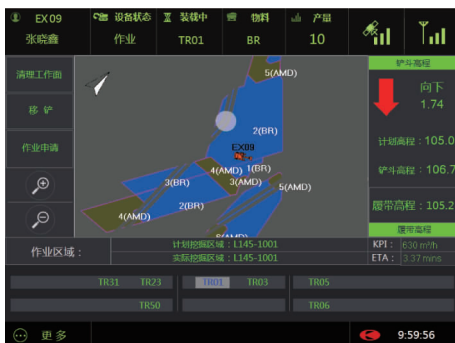 EX09 设备状态 装载中 物料 产量
张晓鑫 作业 TR01 BR 10
清理工作面
移 铲
作业申请
5(AMD)
2(BR)
EX09
4(AMD) 1(BR)
3(BR) 3(AMD) 5(AMD)
2(BR)
4(AMD)
5(AMD)
铲斗高程
向下
1.74
计划高程：105.0
铲斗高程：106.7
履带高程：105.2
履带高程
作业区域：
计划挖掘区域：L145-1001
实际挖掘区域：L145-1001
KPI： 630 m³/h
ETA： 3.37 mins
TR31 TR23 TR01 TR03 TR05
TR50 TR06
更多 9:59:56